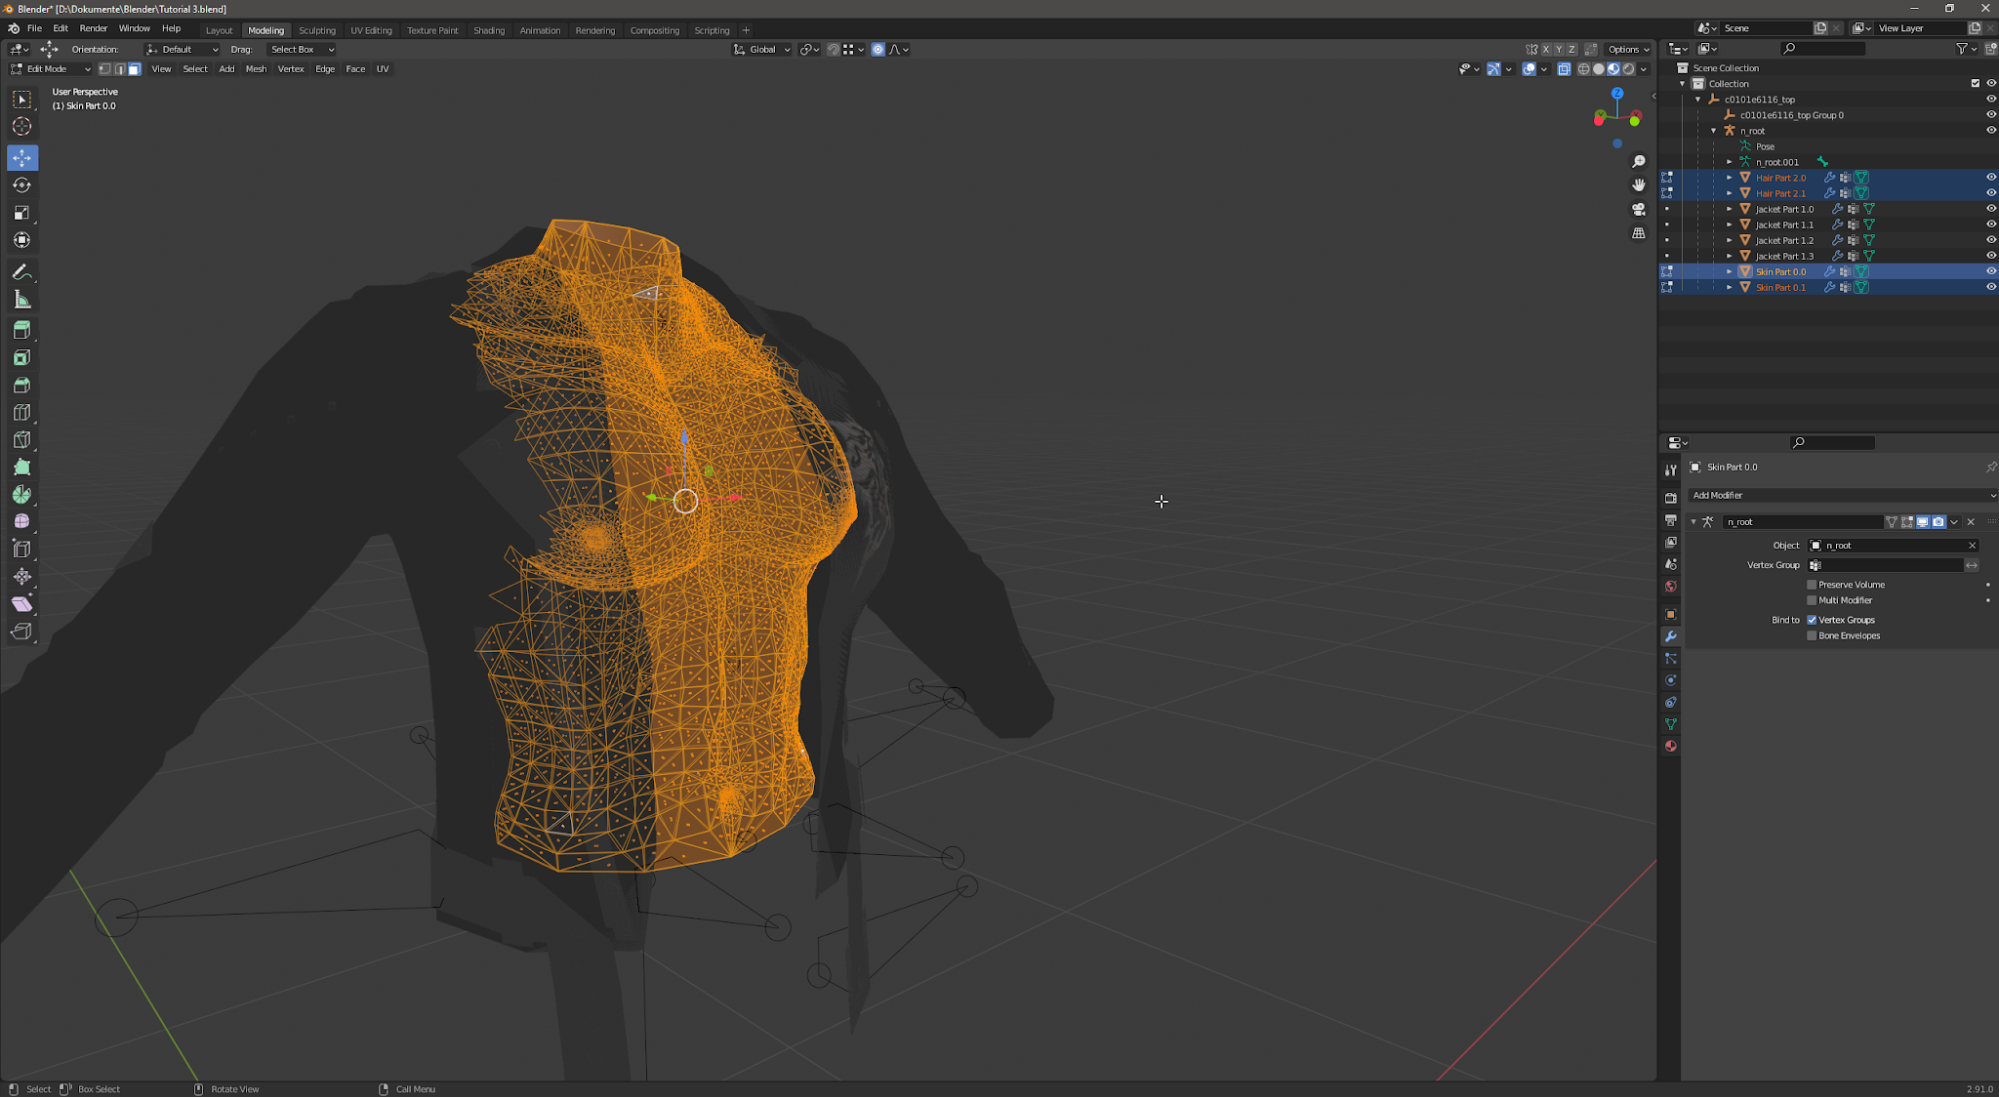 Blender* [D:\Dokumente\Blender\Tutorial 3.blend]
File Edit Render Window Help
Layout Modeling Sculpting UV Editing Texture Paint Shading Animation Rendering Compositing Scripting +
Scene
View Layer
Orientation: Default Drag: Select Box
Global
X Y Z Options
Edit Mode View Select Add Mesh Vertex Edge Face UV
User Perspective
(1) Skin Part 0.0
Z
Scene Collection
Collection
c0101e6116_top
c0101e6116_top Group 0
n_root
Pose
n_root.001
Hair Part 2.0
Hair Part 2.1
Jacket Part 1.0
Jacket Part 1.1
Jacket Part 1.2
Jacket Part 1.3
Skin Part 0.0
Skin Part 0.1
Skin Part 0.0
Add Modifier
n_root
Object n_root
Vertex Group
Preserve Volume
Multi Modifier
Bind to Vertex Groups
Bone Envelopes
Select Box Select Rotate View Call Menu
2.91.0